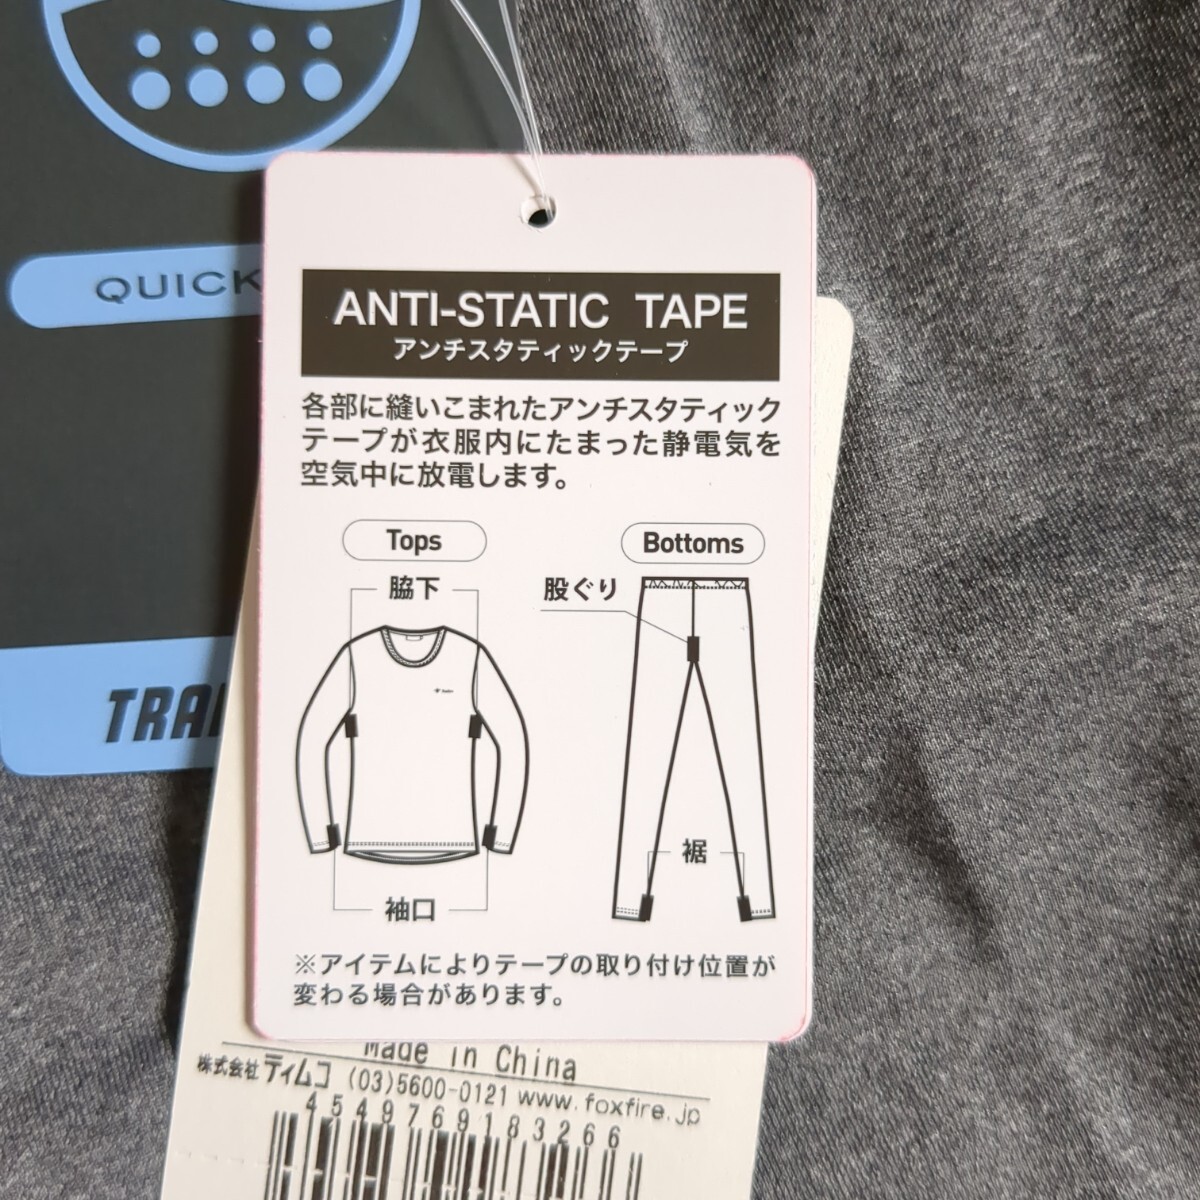 QUICK
ANTI-STATIC TAPE
アンチスタティックテープ
各部に縫いこまれたアンチスタティック
テープが衣服内にたまった静電気を
空気中に放電します。
Tops
Bottoms
脇下
股ぐり
裾
袖口
※アイテムによりテープの取り付け位置が
変わる場合があります。
Made in China
株式会社 ティムコ (03)5600-0121 www.foxfire.jp
4549769183266